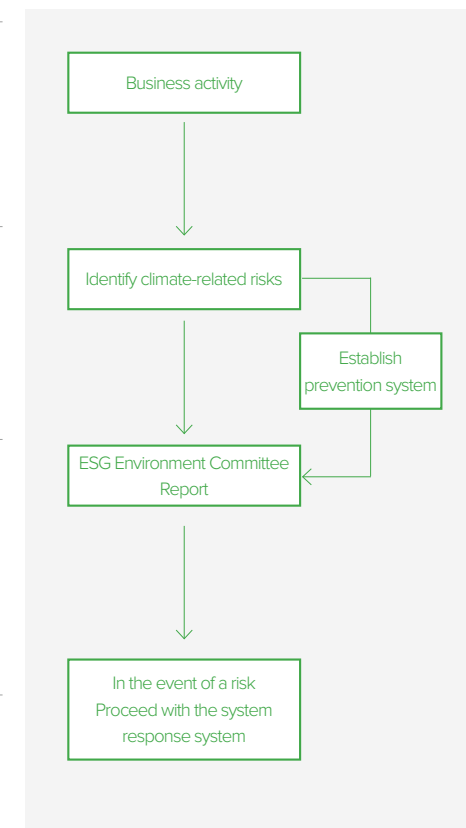 Business activity
Identify climate-related risks
Establish
prevention system
ESG Environment Committee
Report
In the event of a risk
Proceed with the system
response system